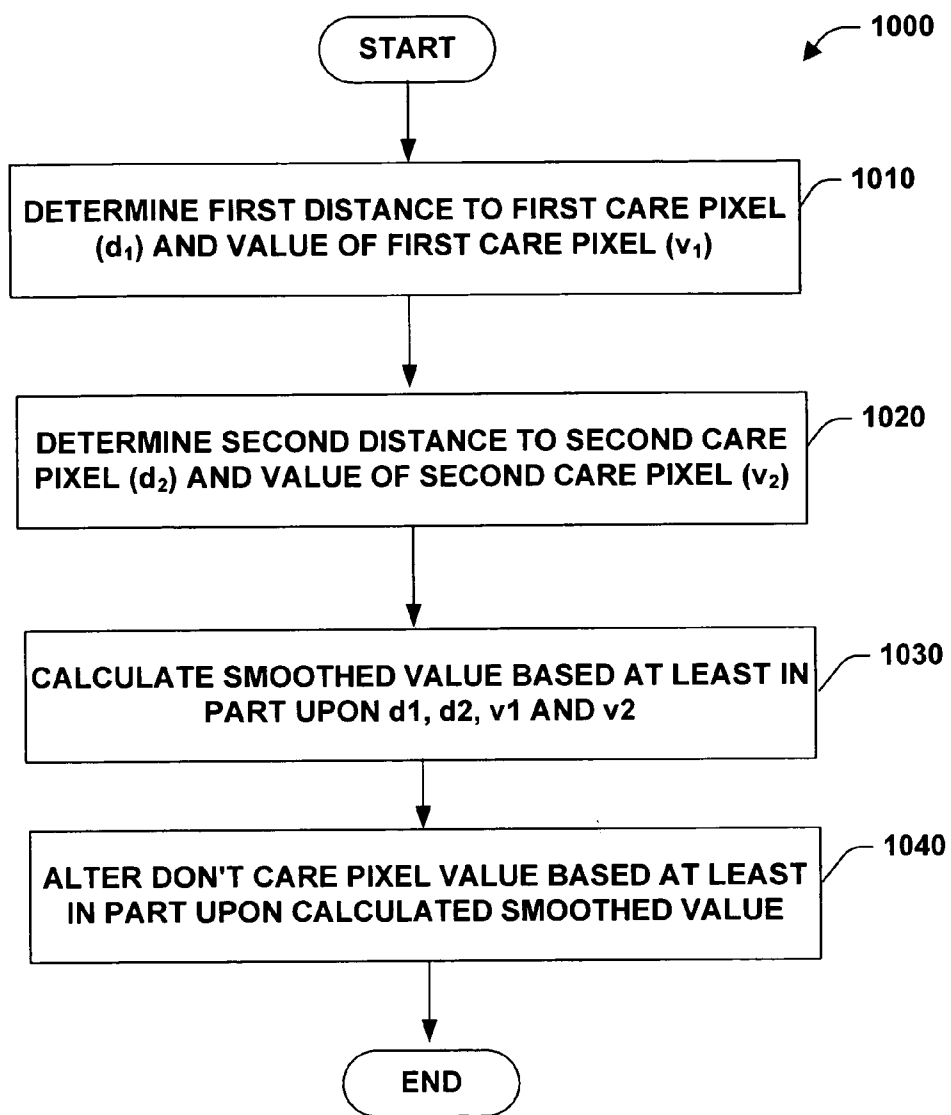 START
1000
DETERMINE FIRST DISTANCE TO FIRST CARE PIXEL
(d₁) AND VALUE OF FIRST CARE PIXEL (v₁)
1010
DETERMINE SECOND DISTANCE TO SECOND CARE
PIXEL (d₂) AND VALUE OF SECOND CARE PIXEL (v₂)
1020
CALCULATE SMOOTHED VALUE BASED AT LEAST IN
PART UPON d1, d2, v1 AND v2
1030
ALTER DON'T CARE PIXEL VALUE BASED AT LEAST
IN PART UPON CALCULATED SMOOTHED VALUE
1040
END